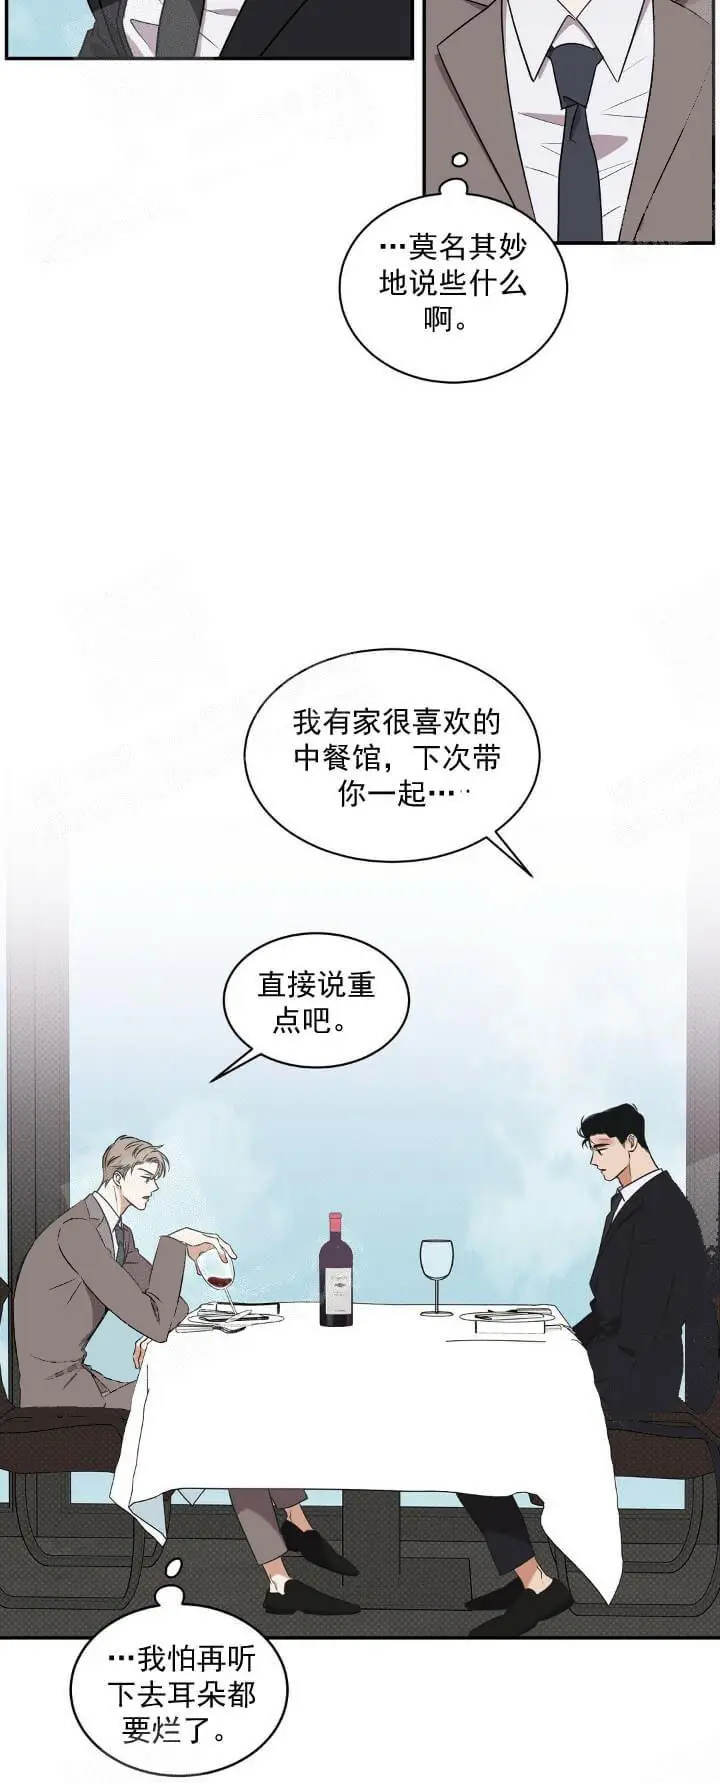 …莫名其妙
地说些什么
啊。
我有家很喜欢的
中餐馆，下次带
你一起……
直接说重
点吧。
…我怕再听
下去耳朵都
要烂了。